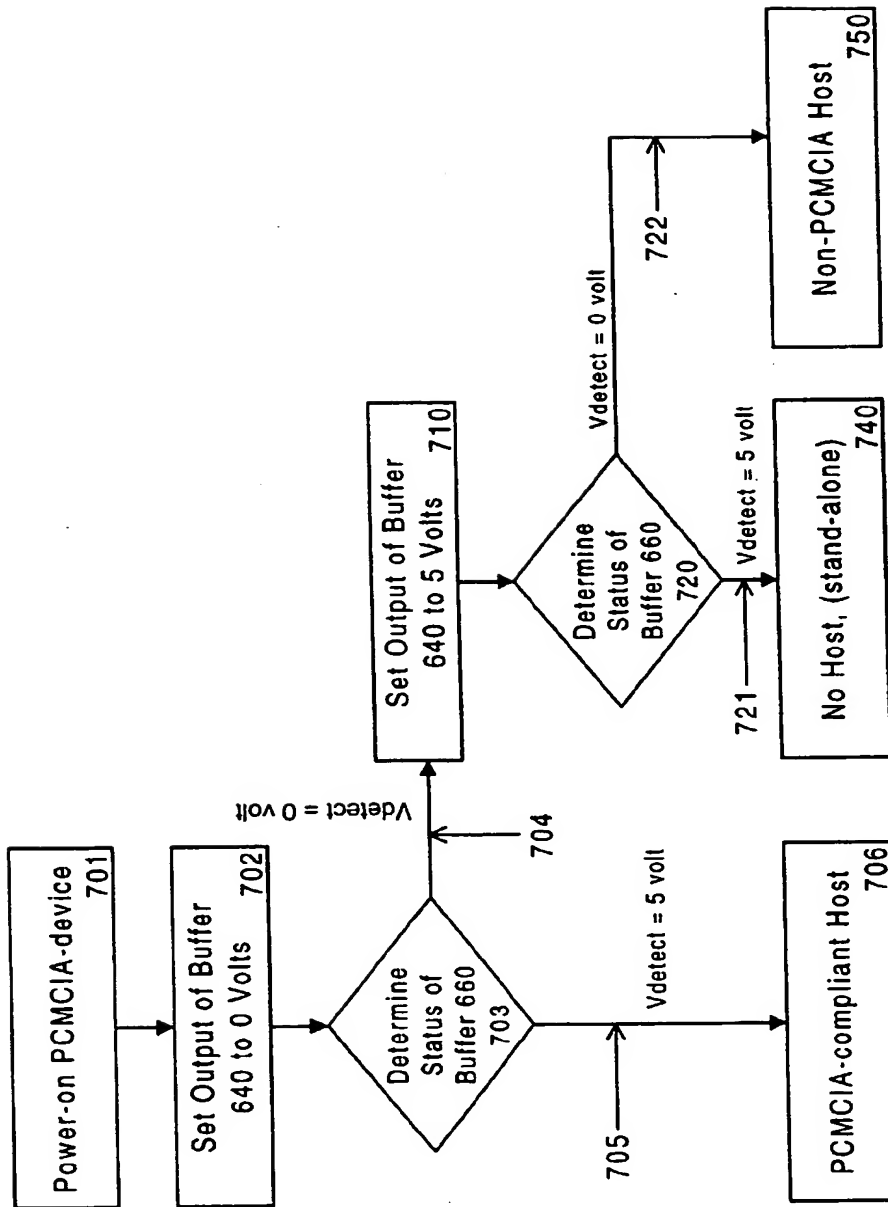 Power-on PCMCIA-device
701
Set Output of Buffer
640 to 0 Volts
702
Determine
Status of
Buffer 660
703
Vdetect = 0 volt
704
705
Vdetect = 5 volt
PCMCIA-compliant Host
706
Set Output of Buffer
640 to 5 Volts
710
Determine
Status of
Buffer 660
720
Vdetect = 0 volt
722
721
Vdetect = 5 volt
No Host, (stand-alone)
740
Non-PCMCIA Host
750